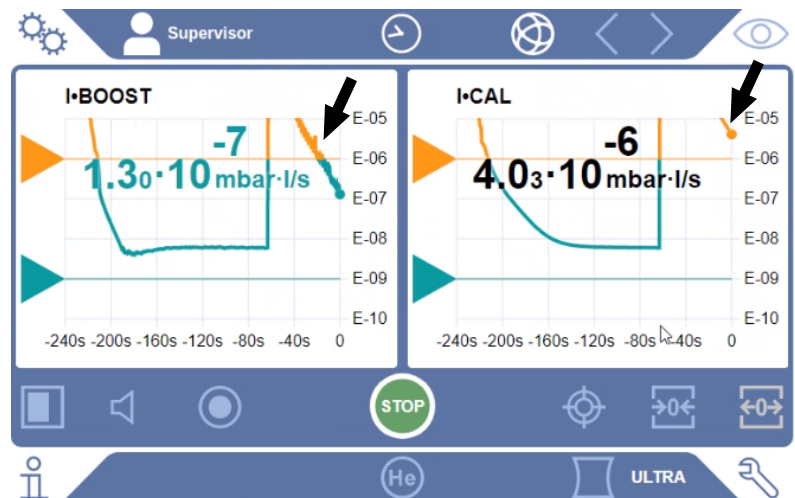 Supervisor
I•BOOST
1.30·10-7 mbar·l/s
E-05
E-06
E-07
E-08
E-09
E-10
-240s -200s -160s -120s -80s -40s 0
I•CAL
4.03·10-6 mbar·l/s
E-05
E-06
E-07
E-08
E-09
E-10
-240s -200s -160s -120s -80s -40s 0
STOP
→0←
←0→
He
ULTRA